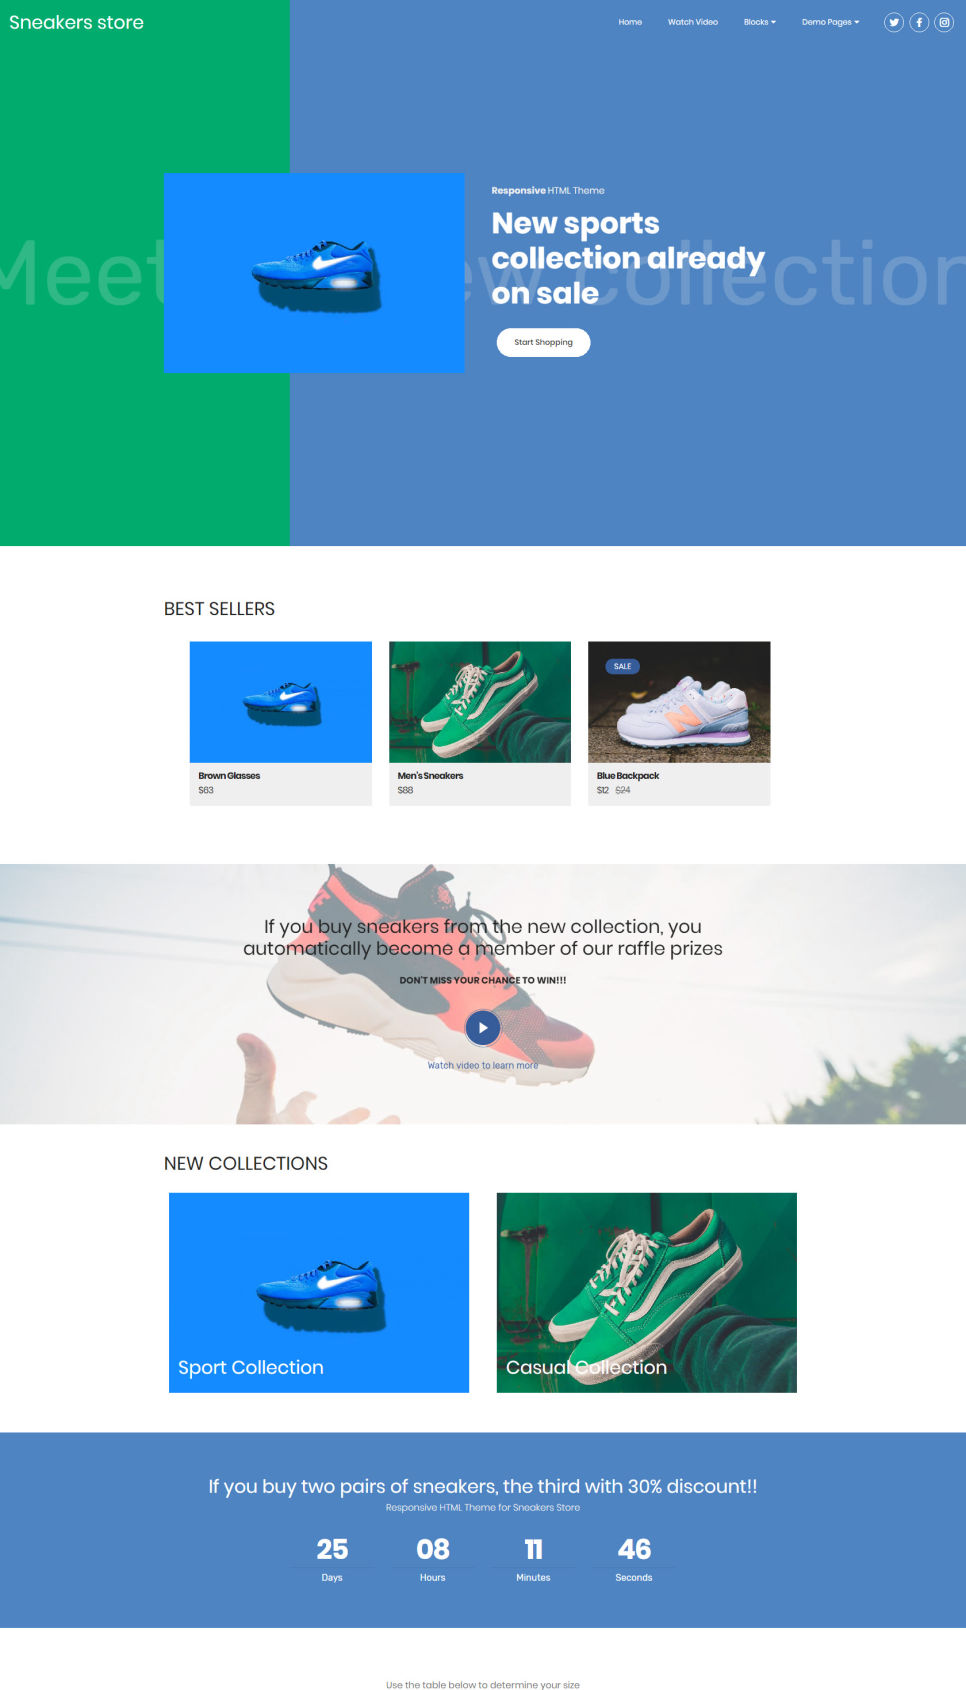 Sneakers store
Home
Watch Video
Blocks
Demo Pages
Responsive HTML Theme
Meet
ew collection
New sports
collection already
on sale
Start Shopping
BEST SELLERS
SALE
Brown Glasses
$63
Men's Sneakers
$88
Blue Backpack
$12 $24
If you buy sneakers from the new collection, you
automatically become a member of our raffle prizes
DON'T MISS YOUR CHANCE TO WIN!!!
Watch video to learn more
NEW COLLECTIONS
Sport Collection
Casual Collection
If you buy two pairs of sneakers, the third with 30% discount!!
Responsive HTML Theme for Sneakers Store
25
08
11
46
Days
Hours
Minutes
Seconds
Use the table below to determine your size